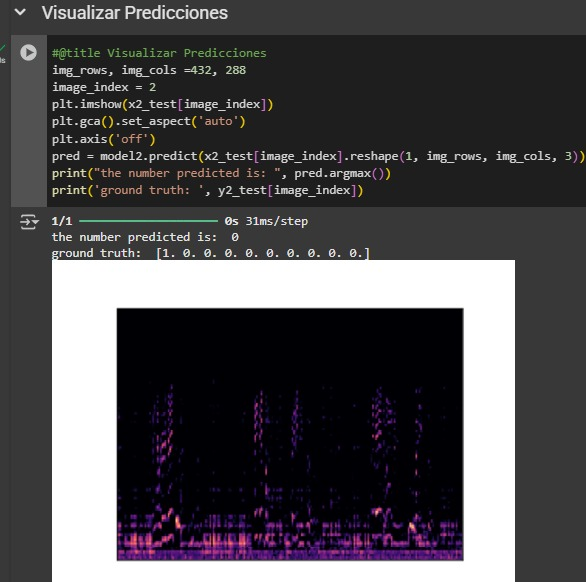 Visualizar Predicciones
#@title Visualizar Predicciones
img_rows, img_cols =432, 288
image_index = 2
plt.imshow(x2_test[image_index])
plt.gca().set_aspect('auto')
plt.axis('off')
pred = model2.predict(x2_test[image_index].reshape(1, img_rows, img_cols, 3))
print("the number predicted is: ", pred.argmax())
print('ground truth: ', y2_test[image_index])
1/1 0s 31ms/step
the number predicted is:  0
ground truth:  [1. 0. 0. 0. 0. 0. 0. 0. 0. 0.]